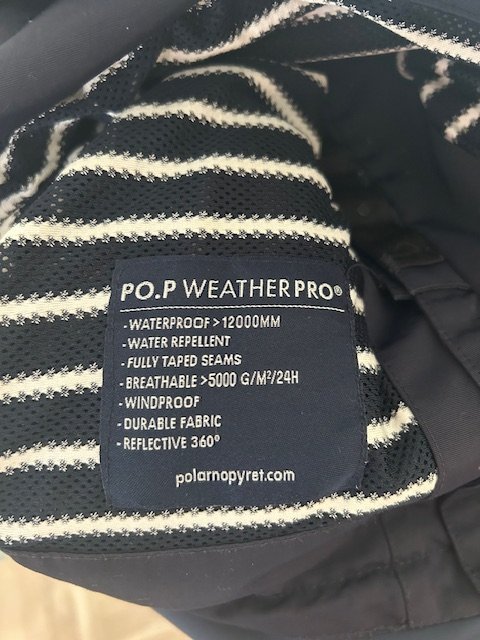 PO.P WEATHERPRO®
-WATERPROOF>12000MM
-WATER REPELLENT
-FULLY TAPED SEAMS
-BREATHABLE >5000 G/M²/24H
-WINDPROOF
-DURABLE FABRIC
-REFLECTIVE 360°
polarnopyret.com